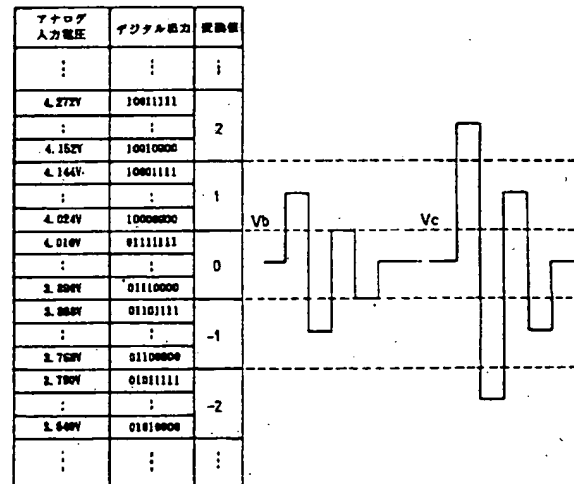 アナログ
入力電圧
デジタル出力
変換値
4.272V 10011111
2
4.152V 10010000
4.144V 10001111
1
4.024V 10000000
Vb
Vc
4.016V 01111111
0
3.896V 01110000
3.888V 01101111
-1
3.768V 01100000
3.760V 01011111
-2
3.640V 01010000